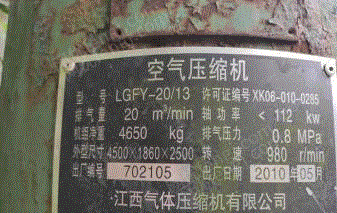 空气压缩机
型号 LGFY-20/13 许可证编号 XK06-010-0295
排气量 20 m³/min 轴功率 < 112 kw
机组净重 4650 kg 排气压力 0.8 MPa
外型尺寸 4500×1860×2500 转速 980 r/min
出厂编号 702105 出厂日期 2010年05月
江西气体压缩机有限公司